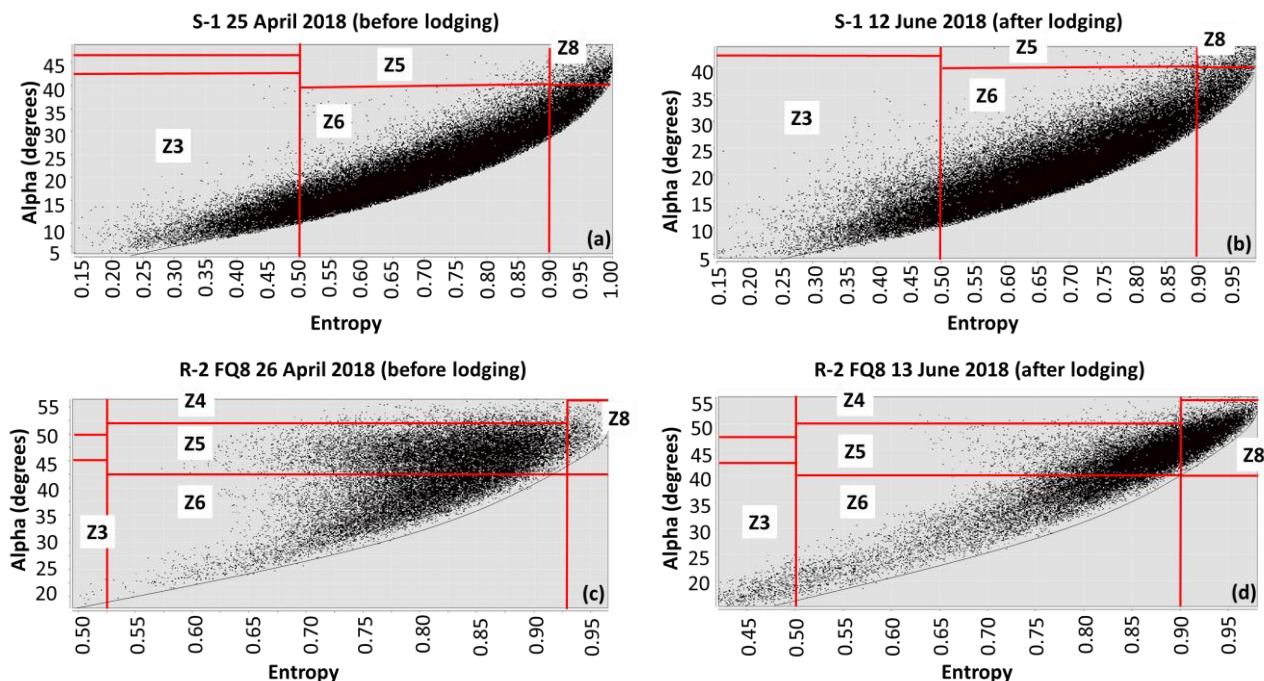 S-1 25 April 2018 (before lodging)
45
40
35
30
25
20
15
10
5
Alpha (degrees)
Z3
Z5
Z6
Z8
(a)
0.15
0.20
0.25
0.30
0.35
0.40
0.45
0.50
0.55
0.60
0.65
0.70
0.75
0.80
0.85
0.90
0.95
1.00
Entropy
S-1 12 June 2018 (after lodging)
40
35
30
25
20
15
10
5
Alpha (degrees)
Z3
Z5
Z6
Z8
(b)
0.15
0.20
0.25
0.30
0.35
0.40
0.45
0.50
0.55
0.60
0.65
0.70
0.75
0.80
0.85
0.90
0.95
Entropy
R-2 FQ8 26 April 2018 (before lodging)
55
50
45
40
35
30
25
20
Alpha (degrees)
Z4
Z5
Z6
Z3
Z8
(c)
0.50
0.55
0.60
0.65
0.70
0.75
0.80
0.85
0.90
0.95
Entropy
R-2 FQ8 13 June 2018 (after lodging)
55
50
45
40
35
30
25
20
Alpha (degrees)
Z4
Z5
Z6
Z3
Z8
(d)
0.45
0.50
0.55
0.60
0.65
0.70
0.75
0.80
0.85
0.90
0.95
Entropy